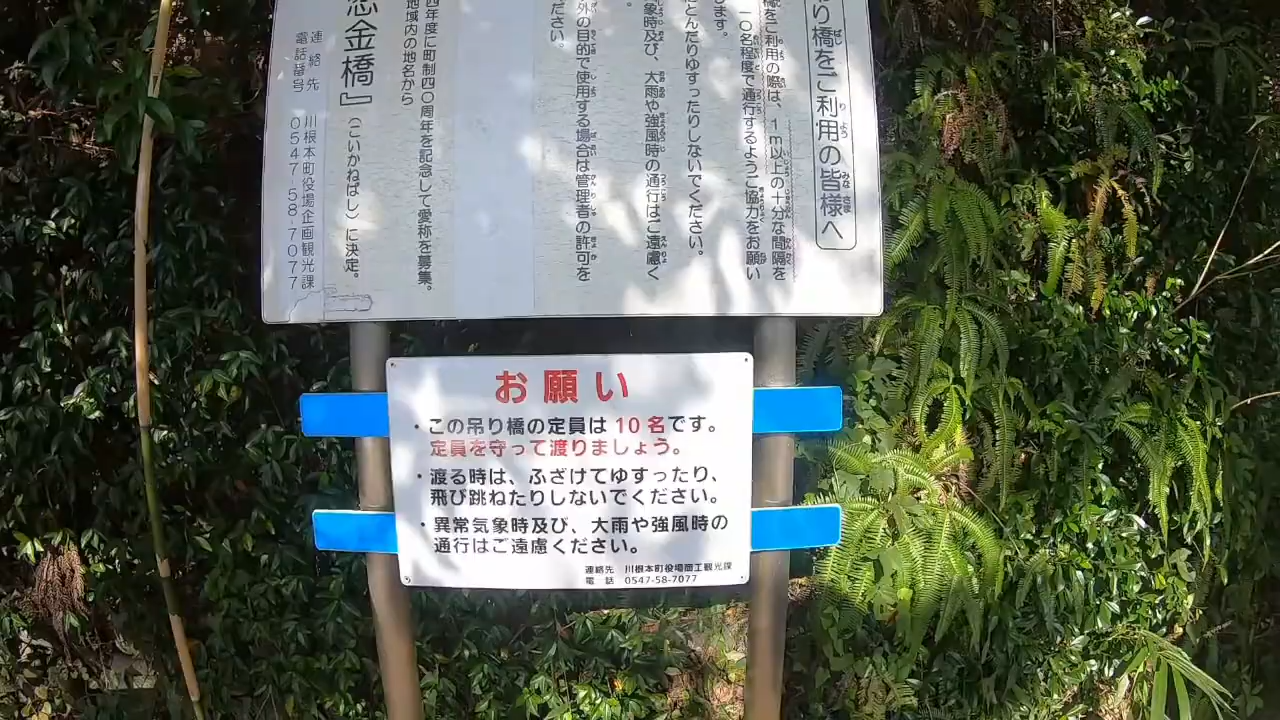 り橋をご利用の皆様へ
橋をご利用の際は、1m以上の十分な間隔を
一〇名程度で通行するようご協力をお願い
ます。
とんだりゆすったりしないでください。
象時及び、大雨や強風時の通行はご遠慮く
。
外の目的で使用する場合は管理者の許可を
ださい。
四年度に町制四〇周年を記念して愛称を募集。
地域内の地名から
恋金橋』(こいかねばし)に決定。
連絡先 川根本町役場企画観光課
電話番号 0547-58-7077
お願い
・この吊り橋の定員は 10 名です。
定員を守って渡りましょう。
・渡る時は、ふざけてゆすったり、
飛び跳ねたりしないでください。
・異常気象時及び、大雨や強風時の
通行はご遠慮ください。
連絡先 川根本町役場商工観光課
電 話 0547-58-7077